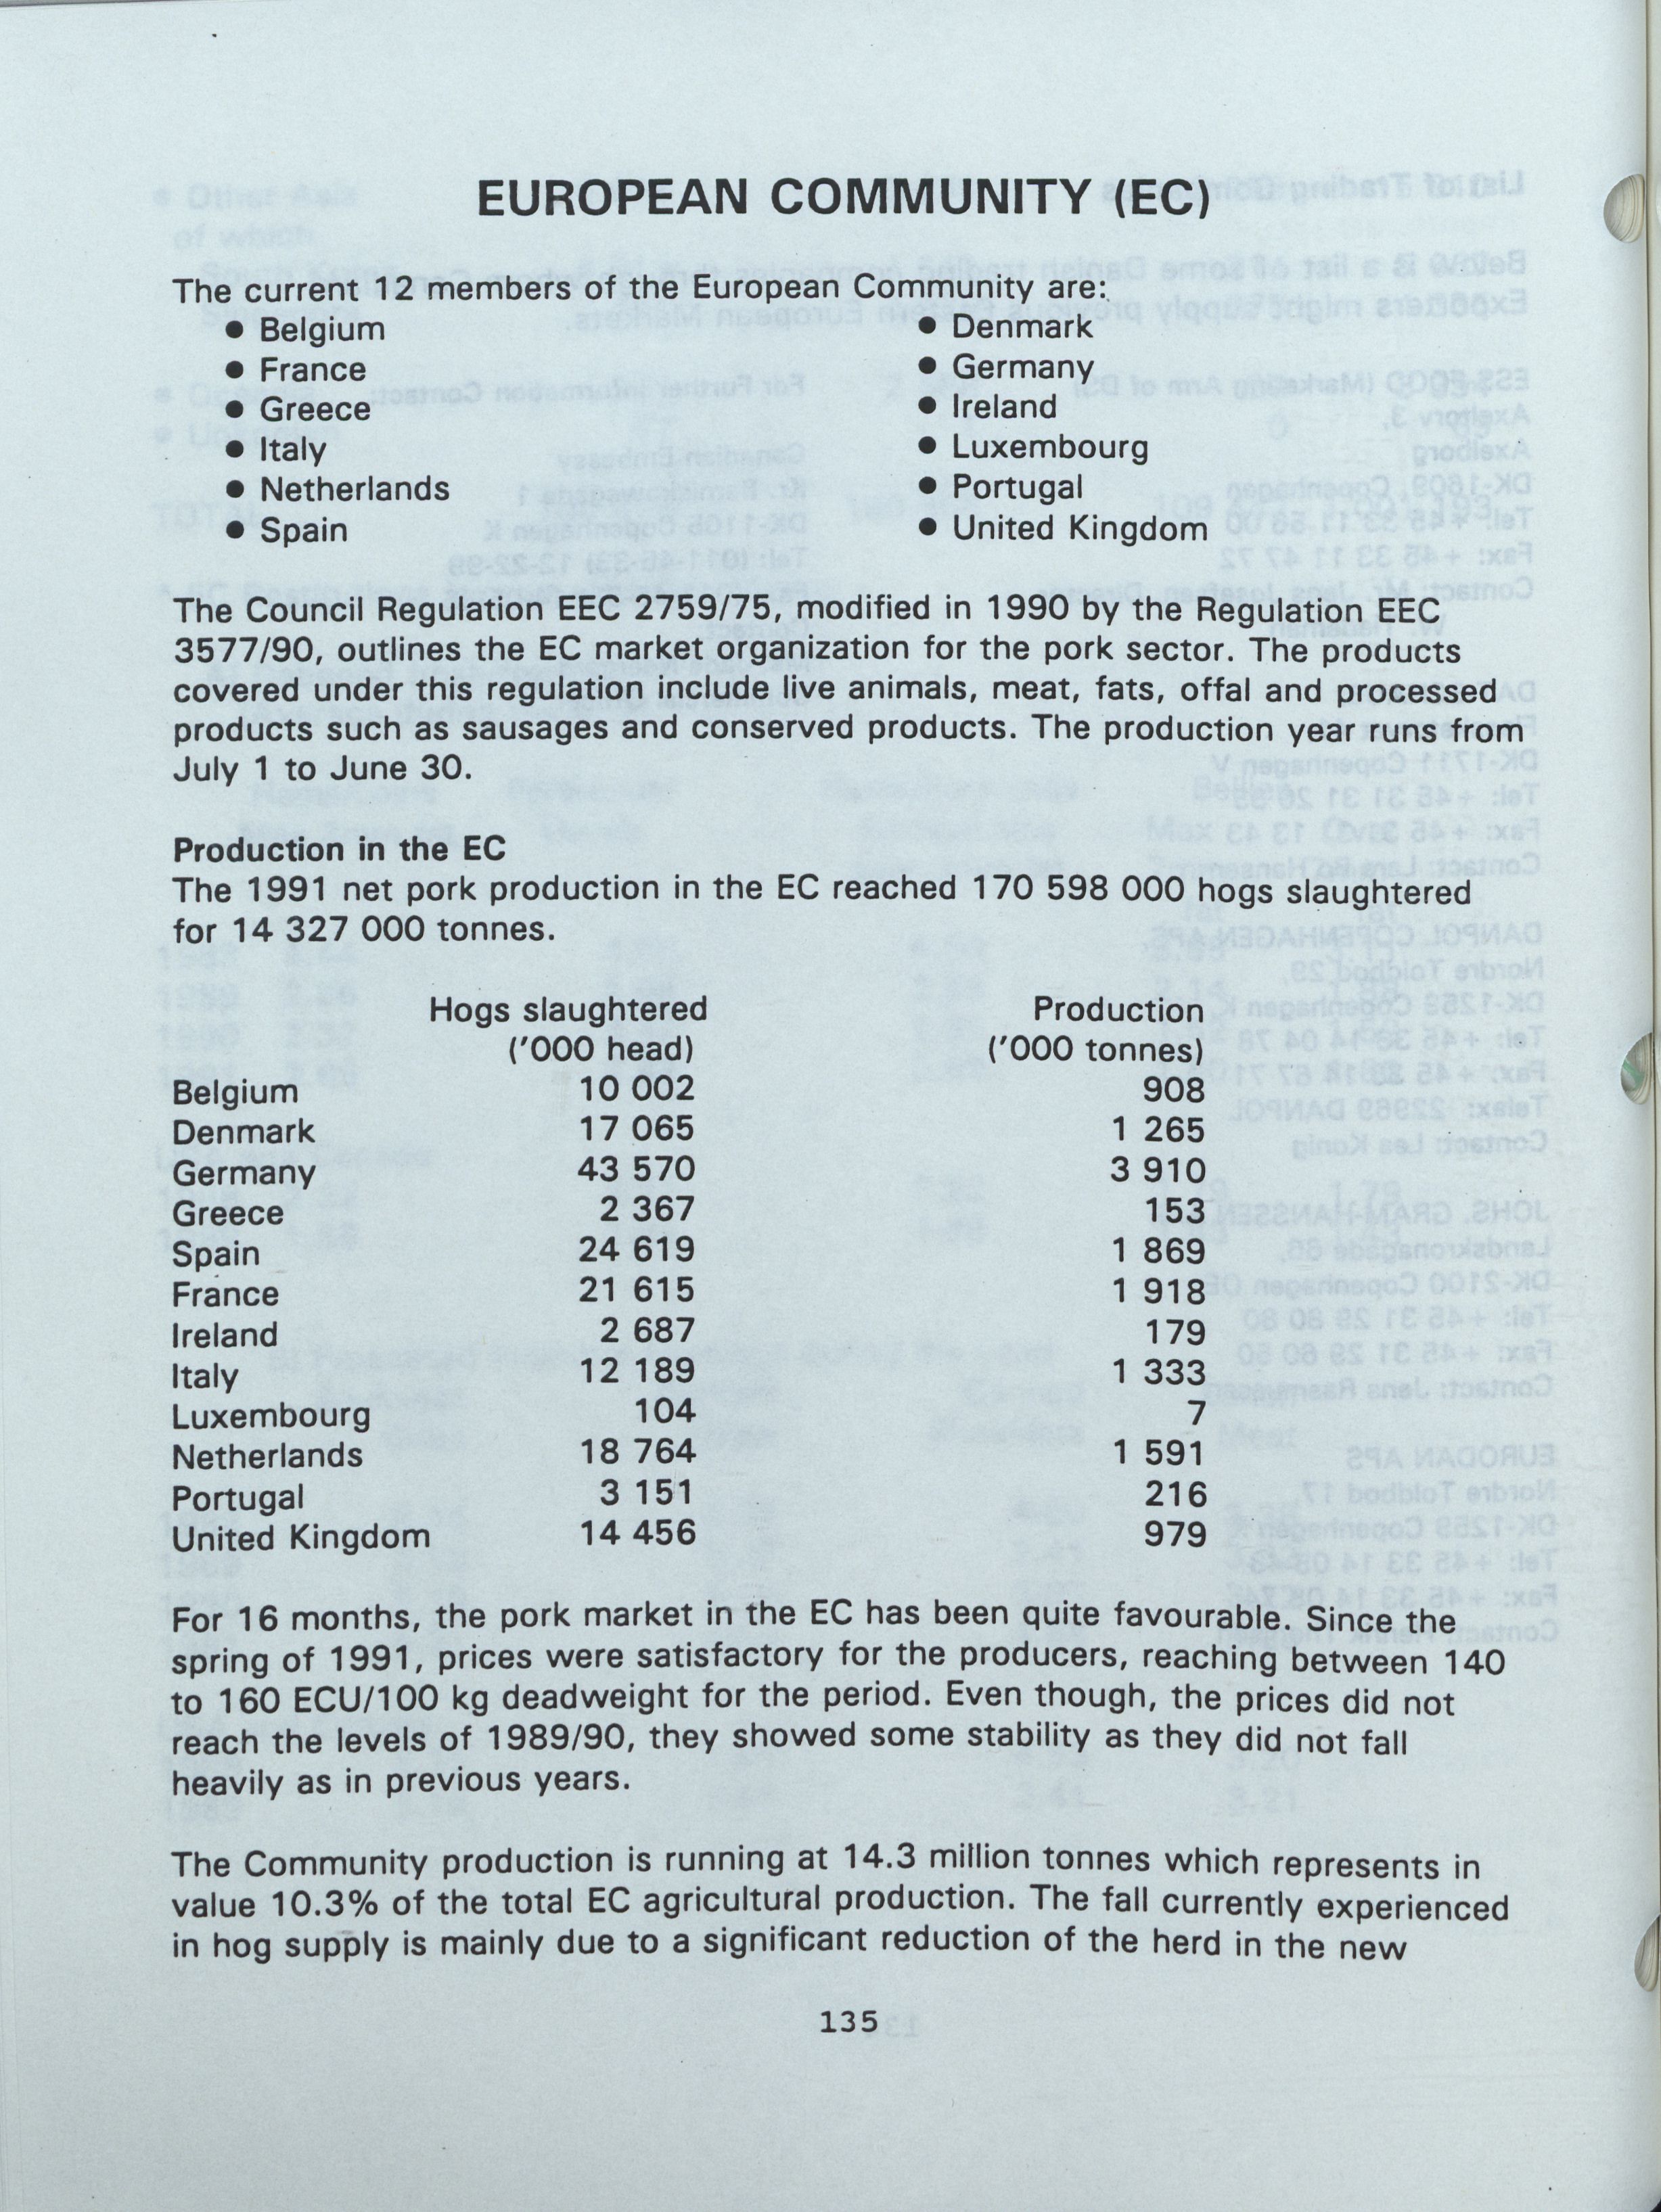 EUROPEAN COMMUNITY (EC)
The current 12 members of the European Community are:
● Belgium ● Denmark
● France ● Germany
● Greece ● Ireland
● Italy ● Luxembourg
● Netherlands ● Portugal
● Spain ● United Kingdom
The Council Regulation EEC 2759/75, modified in 1990 by the Regulation EEC
3577/90, outlines the EC market organization for the pork sector. The products
covered under this regulation include live animals, meat, fats, offal and processed
products such as sausages and conserved products. The production year runs from
July 1 to June 30.
Production in the EC
The 1991 net pork production in the EC reached 170 598 000 hogs slaughtered
for 14 327 000 tonnes.
Hogs slaughtered Production
('000 head) ('000 tonnes)
Belgium 10 002 908
Denmark 17 065 1 265
Germany 43 570 3 910
Greece 2 367 153
Spain 24 619 1 869
France 21 615 1 918
Ireland 2 687 179
Italy 12 189 1 333
Luxembourg 104 7
Netherlands 18 764 1 591
Portugal 3 151 216
United Kingdom 14 456 979
For 16 months, the pork market in the EC has been quite favourable. Since the
spring of 1991, prices were satisfactory for the producers, reaching between 140
to 160 ECU/100 kg deadweight for the period. Even though, the prices did not
reach the levels of 1989/90, they showed some stability as they did not fall
heavily as in previous years.
The Community production is running at 14.3 million tonnes which represents in
value 10.3% of the total EC agricultural production. The fall currently experienced
in hog supply is mainly due to a significant reduction of the herd in the new
135